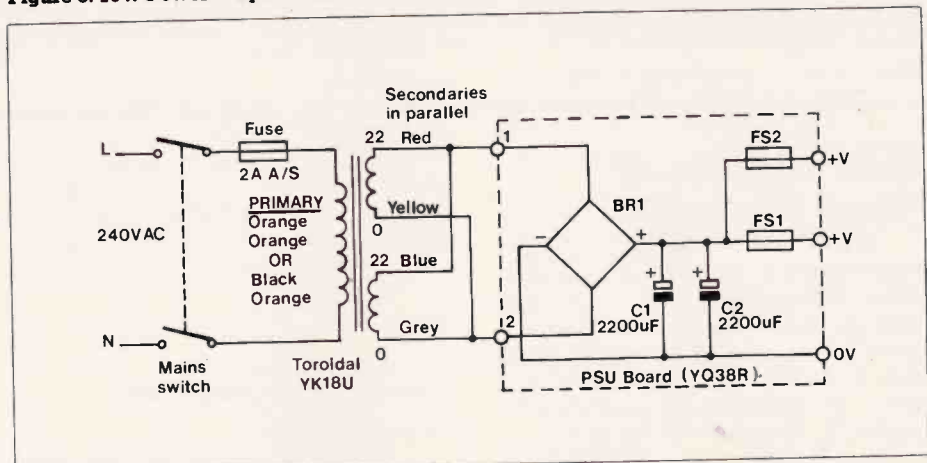 Secondaries
in parallel
L
Fuse
2A A/S
22 Red
1
FS2
+V
PRIMARY
Orange
Orange
OR
Black
Orange
Yellow
0
BR1
-
+
FS1
+V
240VAC
22 Blue
+
+
C1
2200uF
C2
2200uF
Grey
0
2
N
Mains
switch
Toroidal
YK18U
0V
PSU Board (YQ38R)